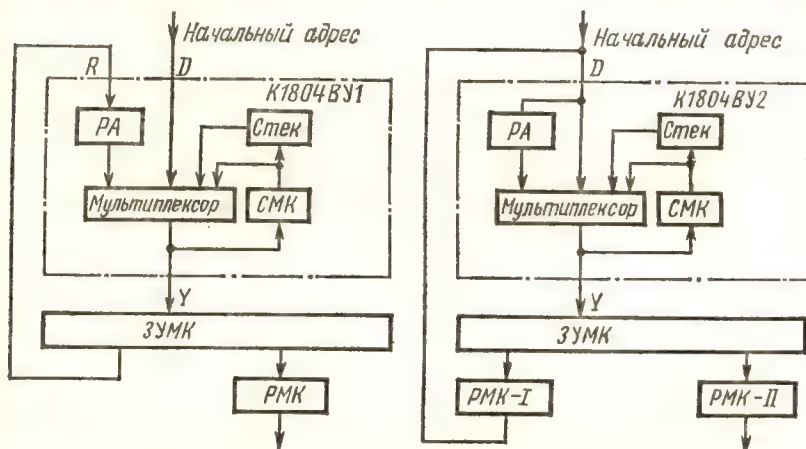 Начальный адрес
R
D
К1804ВУ1
РА
Стек
Мультиплексор
СМК
Y
ЗУМК
РМК
Начальный адрес
D
К1804ВУ2
РА
Стек
Мультиплексор
СМК
Y
ЗУМК
РМК-I
РМК-II